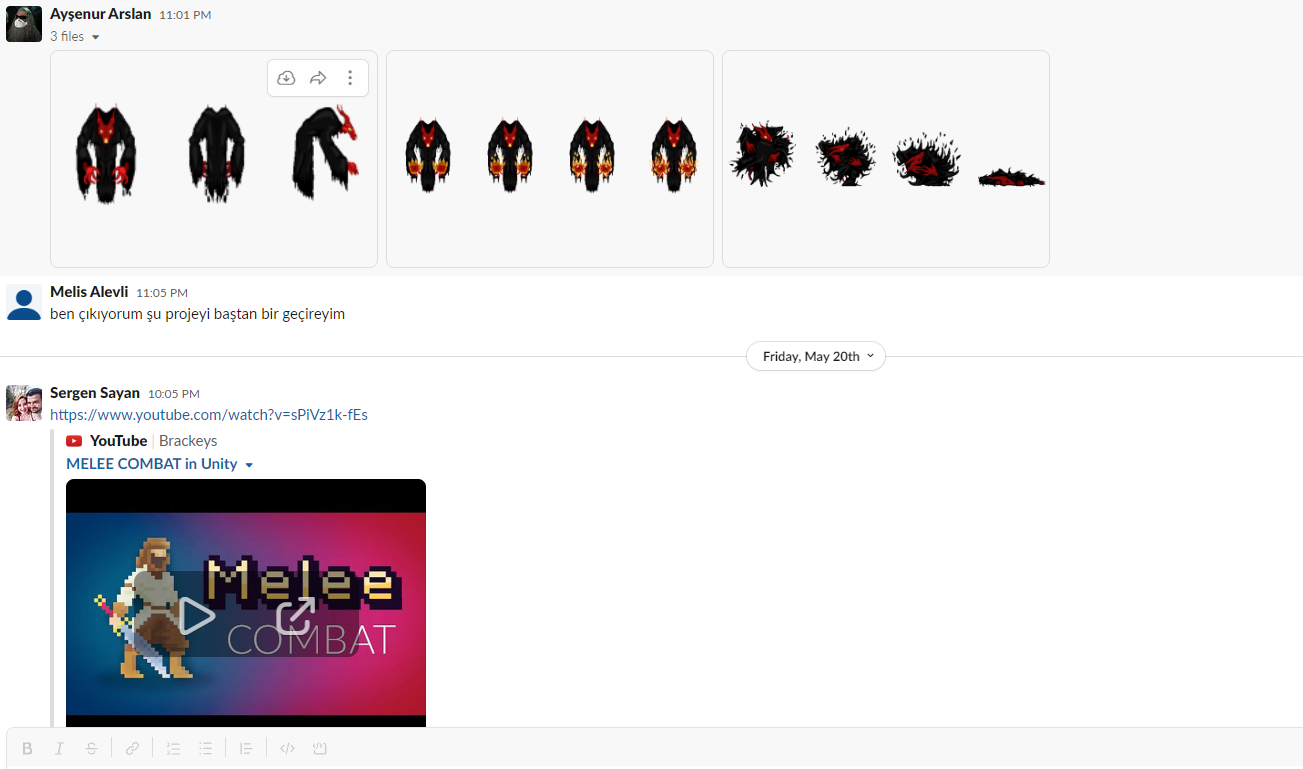 Ayşenur Arslan 11:01 PM
3 files
Melis Alevli 11:05 PM
ben çıkıyorum şu projeyi baştan bir geçireyim
Friday, May 20th
Sergen Sayan 10:05 PM
https://www.youtube.com/watch?v=sPiVz1k-fEs
YouTube Brackeys
MELEE COMBAT in Unity
Melee
COMBAT